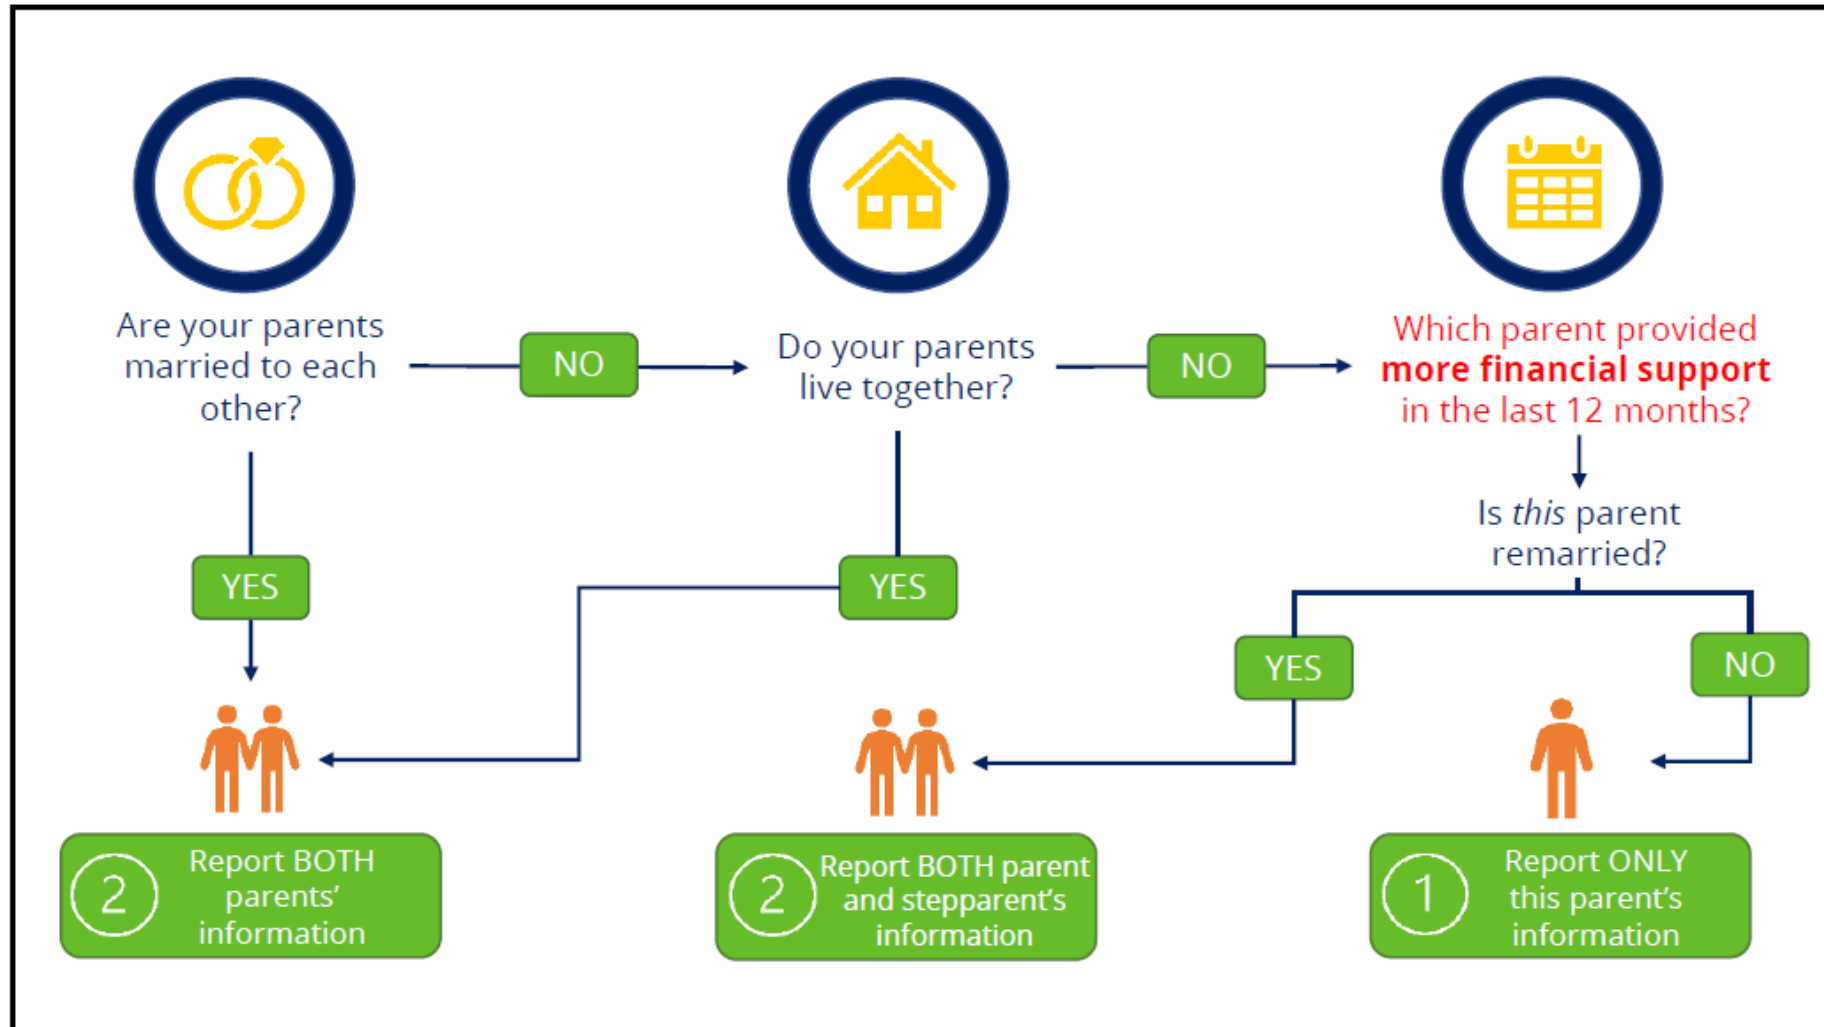 Are your parents
married to each
other?
NO
Do your parents
live together?
NO
Which parent provided
more financial support
in the last 12 months?
Is this parent
remarried?
YES
YES
YES
NO
2
Report BOTH
parents’
information
2
Report BOTH parent
and stepparent’s
information
1
Report ONLY
this parent’s
information